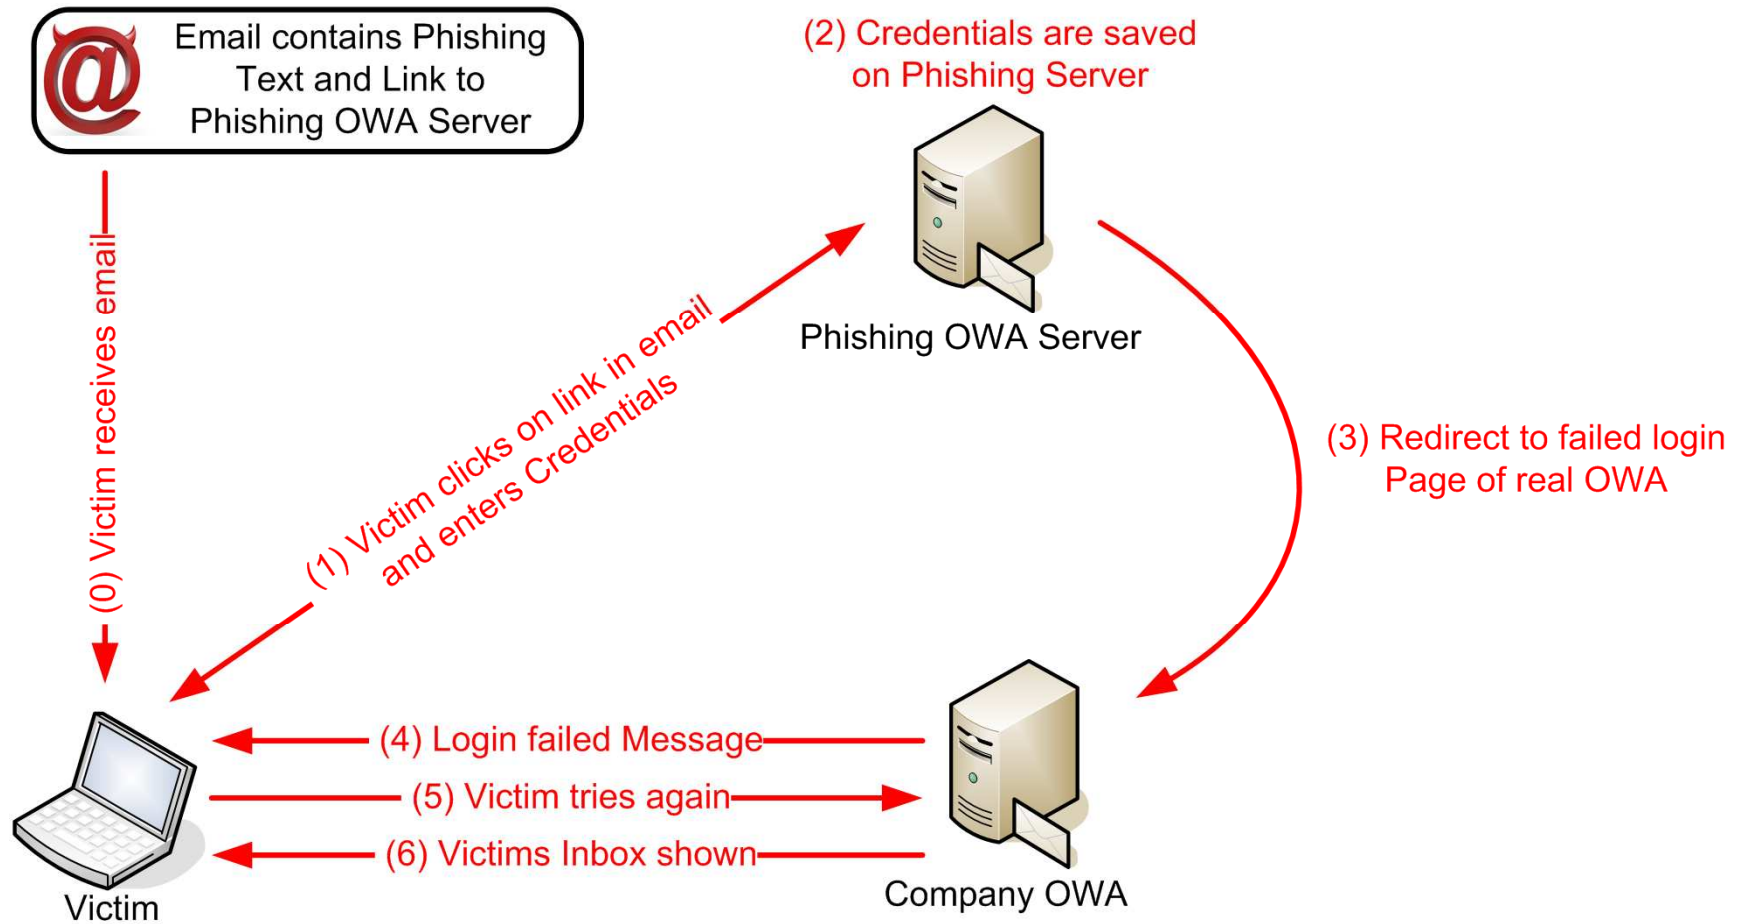 Email contains Phishing
Text and Link to
Phishing OWA Server
(2) Credentials are saved
on Phishing Server
(0) Victim receives email
(1) Victim clicks on link in email
and enters Credentials
Phishing OWA Server
(3) Redirect to failed login
Page of real OWA
(4) Login failed Message
(5) Victim tries again
(6) Victims Inbox shown
Victim
Company OWA